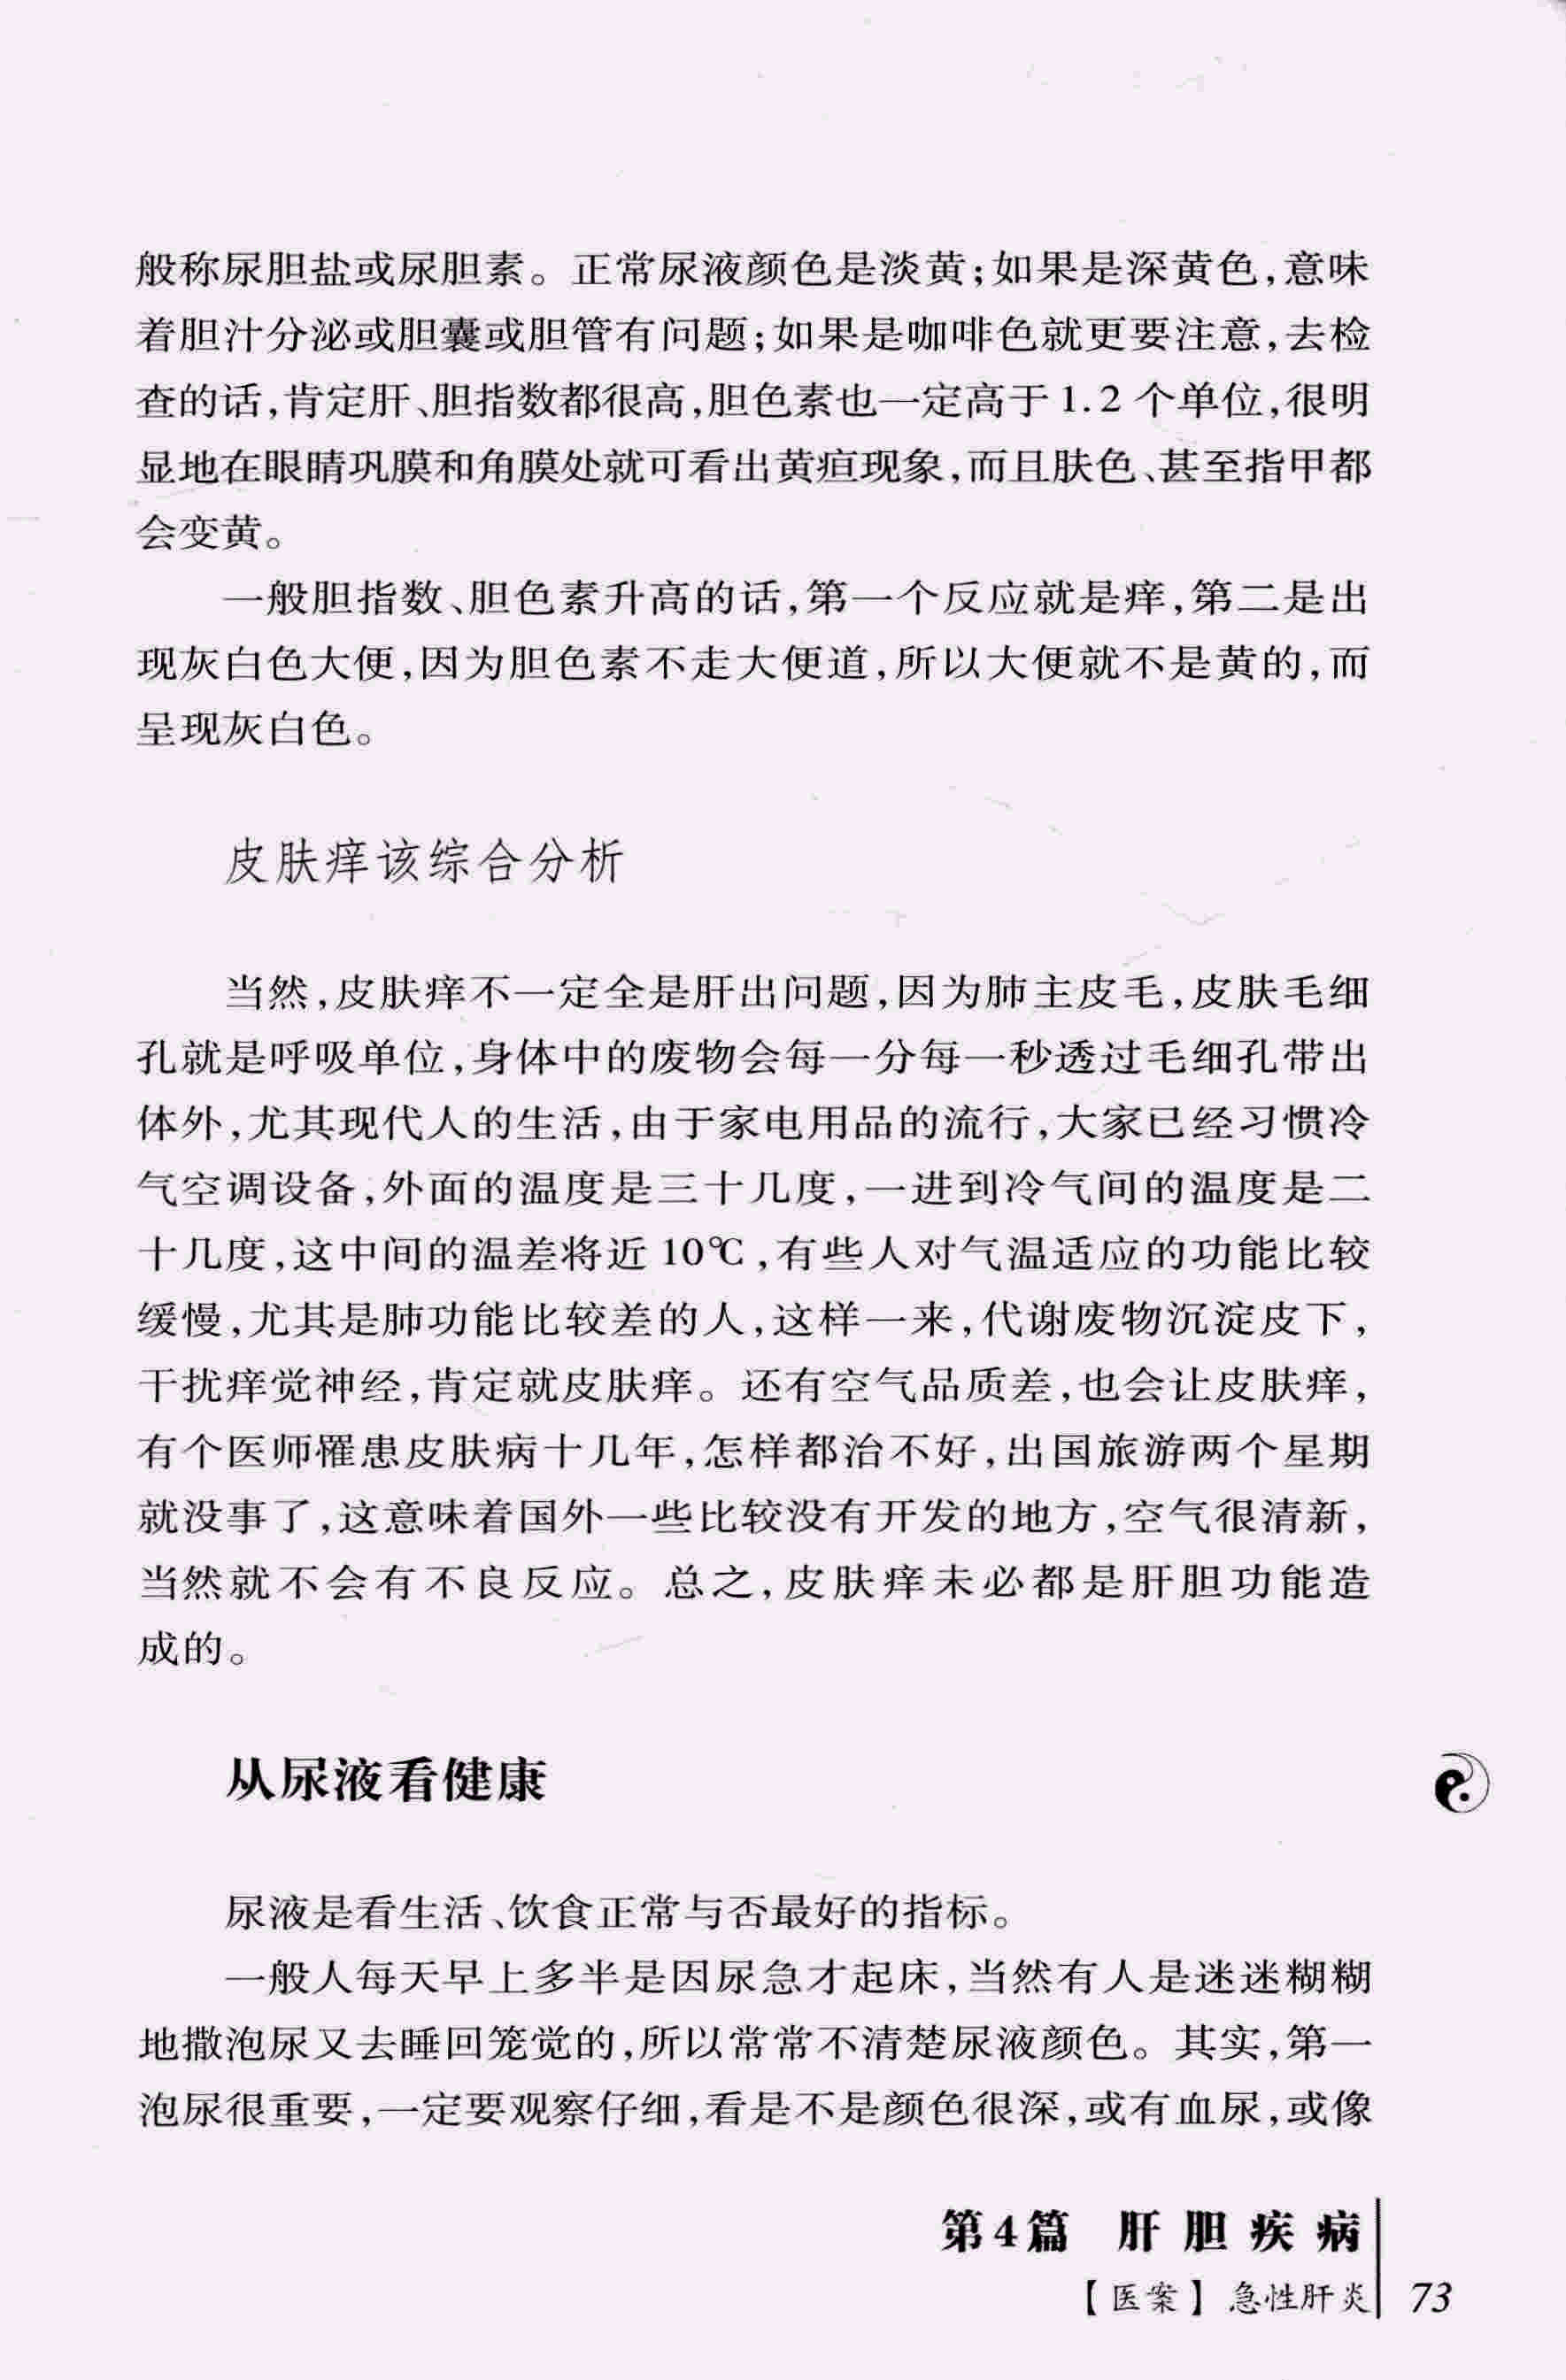 般称尿胆盐或尿胆素。正常尿液颜色是淡黄;如果是深黄色,意味
着胆汁分泌或胆囊或胆管有问题;如果是咖啡色就更要注意,去检
查的话,肯定肝、胆指数都很高,胆色素也一定高于1.2个单位,很明
显地在眼睛巩膜和角膜处就可看出黄疸现象,而且肤色、甚至指甲都
会变黄。
一般胆指数、胆色素升高的话,第一个反应就是痒,第二是出
现灰白色大便,因为胆色素不走大便道,所以大便就不是黄的,而
呈现灰白色。
皮肤痒该综合分析
当然,皮肤痒不一定全是肝出问题,因为肺主皮毛,皮肤毛细
孔就是呼吸单位,身体中的废物会每一分每一秒透过毛细孔带出
体外,尤其现代人的生活,由于家电用品的流行,大家已经习惯冷
气空调设备,外面的温度是三十几度,一进到冷气间的温度是二
十几度,这中间的温差将近10℃,有些人对气温适应的功能比较
缓慢,尤其是肺功能比较差的人,这样一来,代谢废物沉淀皮下,
干扰痒觉神经,肯定就皮肤痒。还有空气品质差,也会让皮肤痒,
有个医师罹患皮肤病十几年,怎样都治不好,出国旅游两个星期
就没事了,这意味着国外一些比较没有开发的地方,空气很清新,
当然就不会有不良反应。总之,皮肤痒未必都是肝胆功能造
成的。
从尿液看健康
尿液是看生活、饮食正常与否最好的指标。
一般人每天早上多半是因尿急才起床,当然有人是迷迷糊糊
地撒泡尿又去睡回笼觉的,所以常常不清楚尿液颜色。其实,第一
泡尿很重要,一定要观察仔细,看是不是颜色很深,或有血尿,或像
第4篇 肝胆疾病
【医案】急性肝炎 73